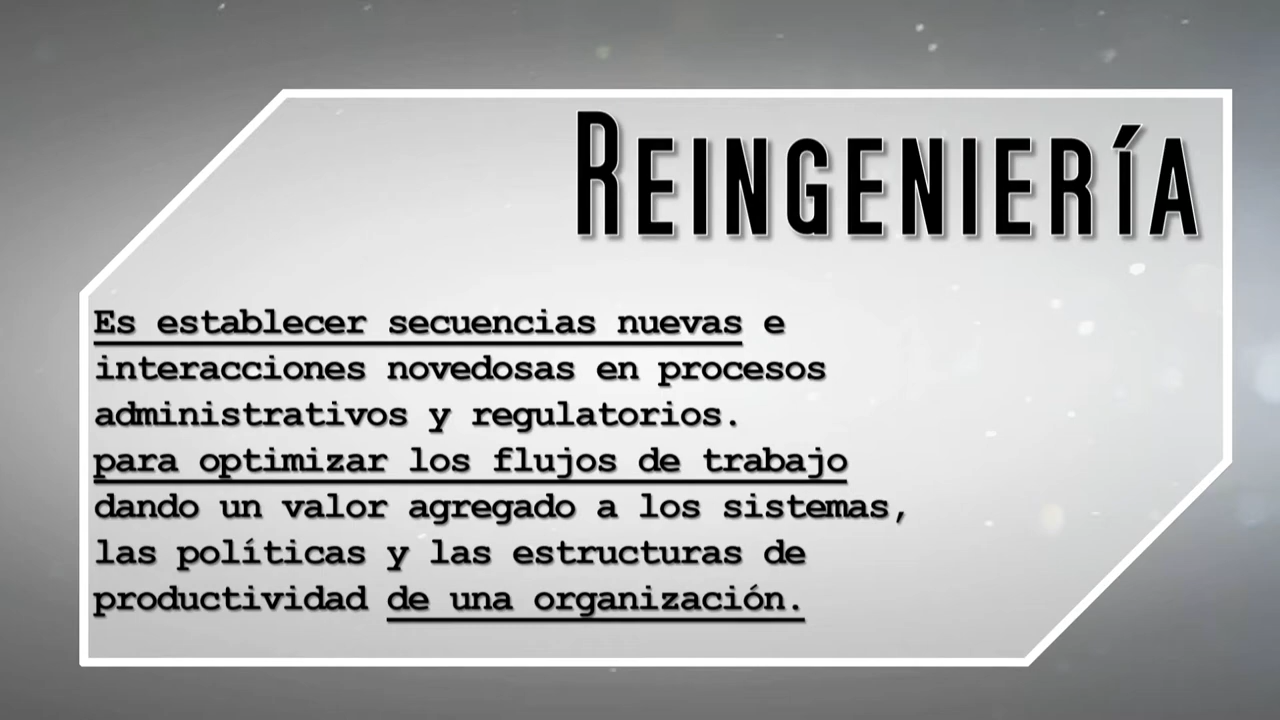 Reingeniería
Es establecer secuencias nuevas e
interacciones novedosas en procesos
administrativos y regulatorios.
para optimizar los flujos de trabajo
dando un valor agregado a los sistemas,
las políticas y las estructuras de
productividad de una organización.